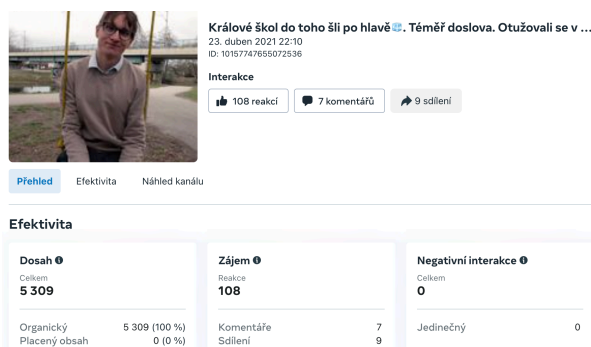 Králové škol do toho šli po hlavě🧊. Téměř doslova. Otužovali se v ...
23. duben 2021 22:10
ID: 10157747655072536
Interakce
108 reakcí 7 komentářů 9 sdílení
Přehled Efektivita Náhled kanálu
Efektivita
Dosah
Celkem
5 309
Organický 5 309 (100 %)
Placený obsah 0 (0 %)
Zájem
Reakce
108
Komentáře 7
Sdílení 9
Negativní interakce
Celkem
0
Jedinečný 0